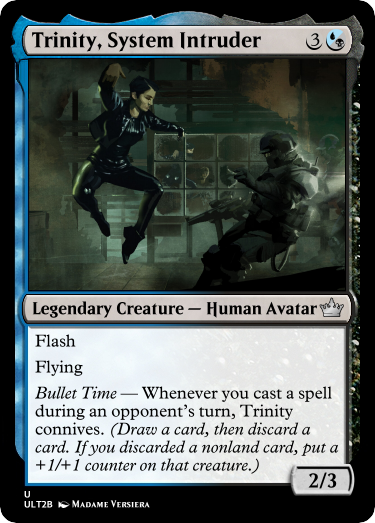 Trinity, System Intruder 3
Legendary Creature — Human Avatar
Flash
Flying
Bullet Time — Whenever you cast a spell
during an opponent's turn, Trinity
connives. (Draw a card, then discard a
card. If you discarded a nonland card, put a
+1/+1 counter on that creature.)
2/3
U
ULT2B Madame Versiera